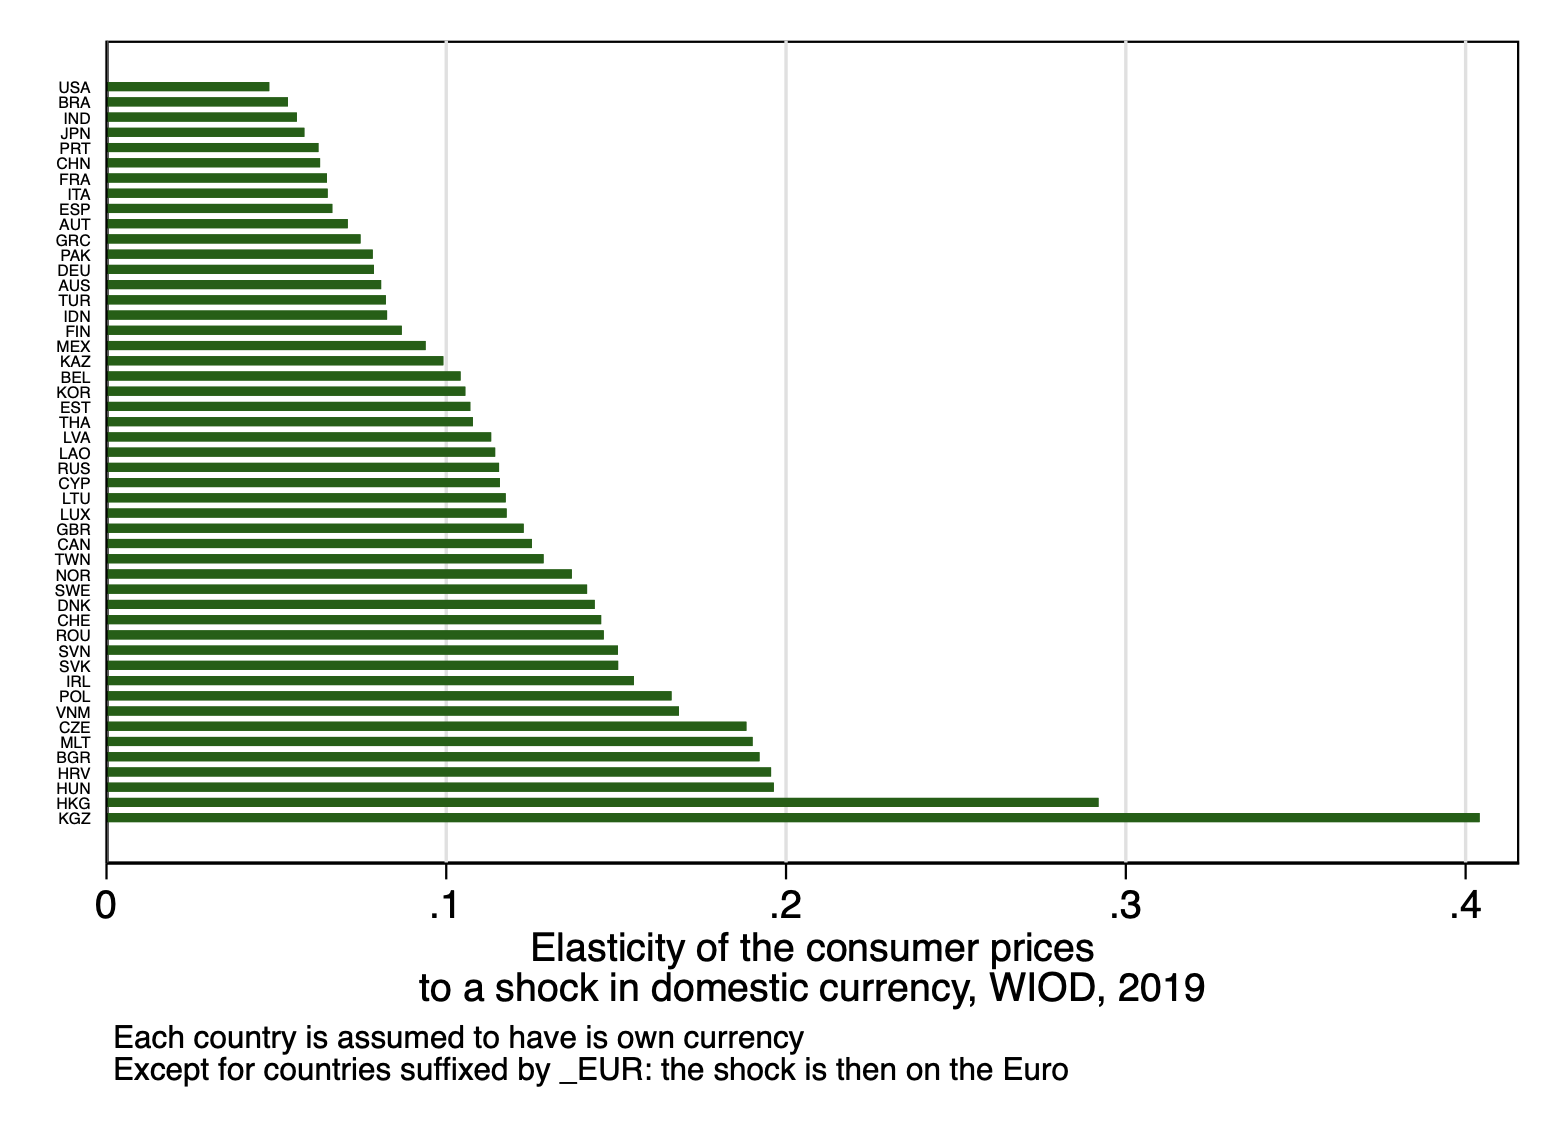 USA
BRA
IND
JPN
PRT
CHN
FRA
ITA
ESP
AUT
GRC
PAK
DEU
AUS
TUR
IDN
FIN
MEX
KAZ
BEL
KOR
EST
THA
LVA
LAO
RUS
CYP
LTU
LUX
GBR
CAN
TWN
NOR
SWE
DNK
CHE
ROU
SVN
SVK
IRL
POL
VNM
CZE
MLT
BGR
HRV
HUN
HKG
KGZ
0 .1 .2 .3 .4
Elasticity of the consumer prices
to a shock in domestic currency, WIOD, 2019
Each country is assumed to have is own currency
Except for countries suffixed by _EUR: the shock is then on the Euro